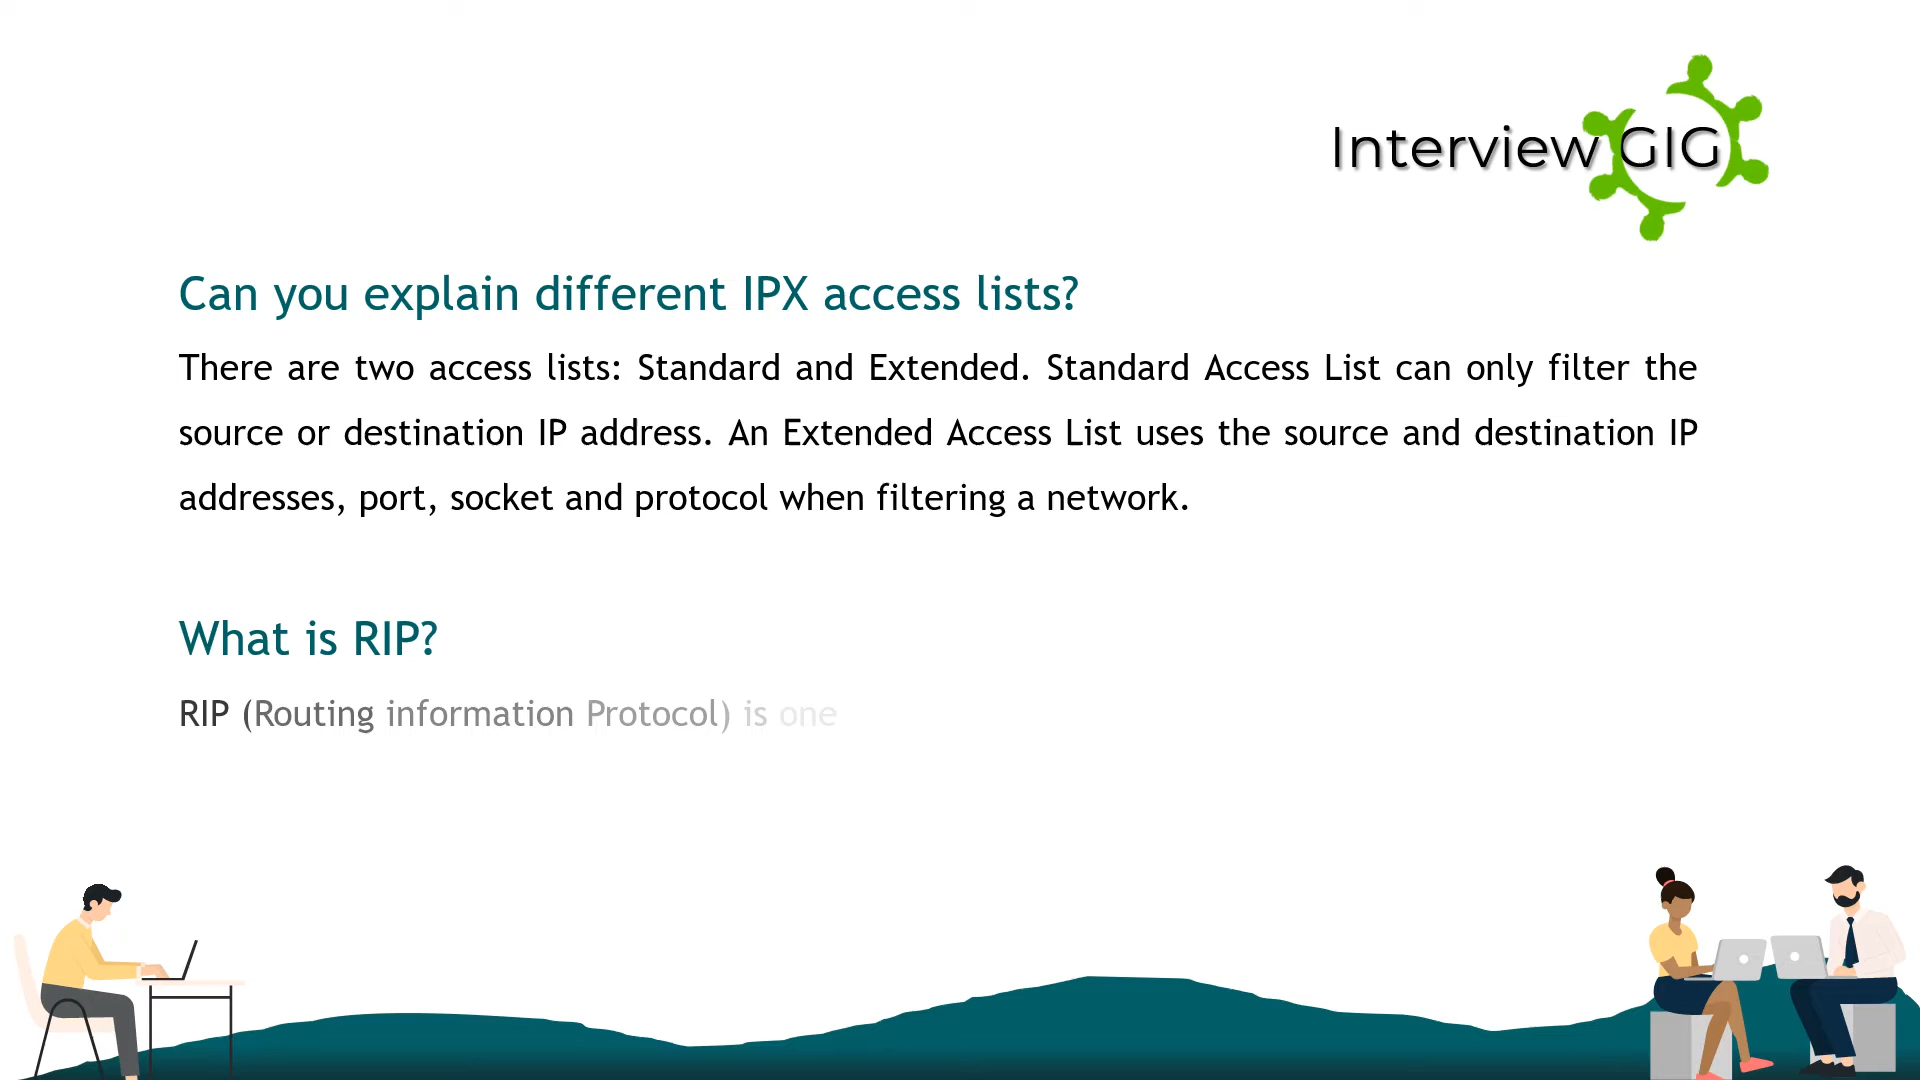 Interview GIG
Can you explain different IPX access lists?
There are two access lists: Standard and Extended. Standard Access List can only filter the
source or destination IP address. An Extended Access List uses the source and destination IP
addresses, port, socket and protocol when filtering a network.
What is RIP?
RIP (Routing information Protocol) is one